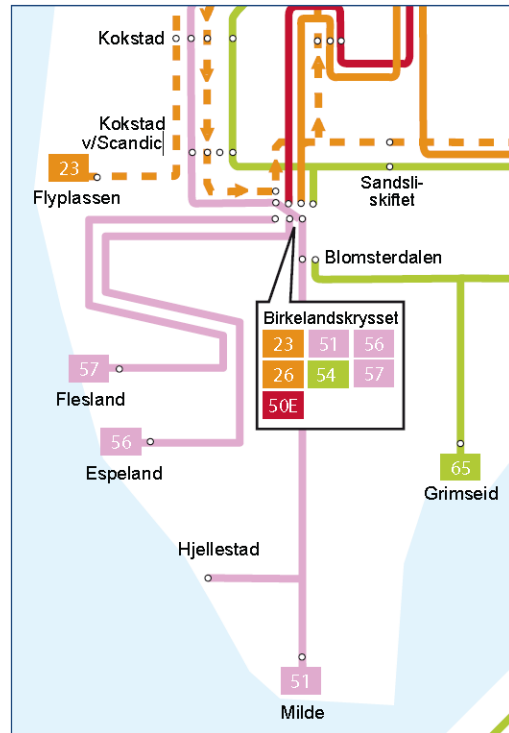 Kokstad
Kokstad
v/Scandic
23
Flyplassen
Sandsli-
skiftet
Blomsterdalen
Birkelandskrysset
23 51 56
26 54 57
50E
57
Flesland
56
Espeland
65
Grimseid
Hjellestad
51
Milde